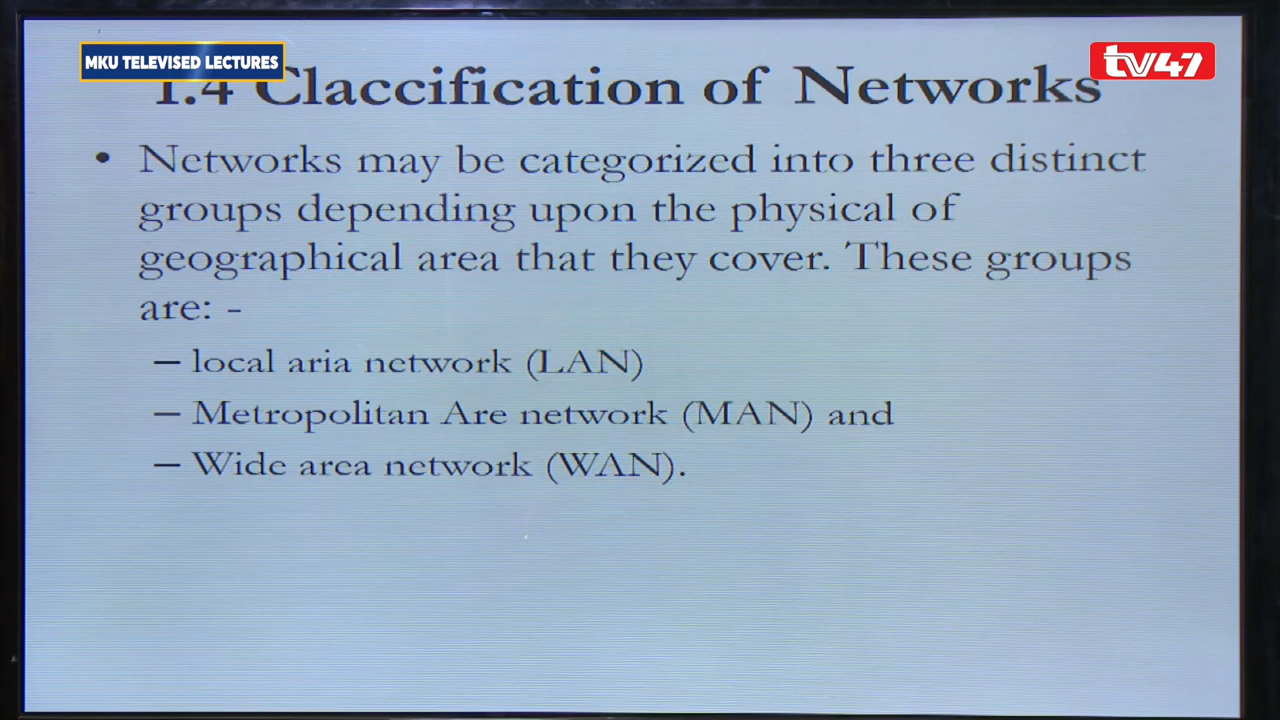 MKU TELEVISED LECTURES
tv47
1.4 Claccification of Networks
• Networks may be categorized into three distinct
groups depending upon the physical of
geographical area that they cover. These groups
are: -
– local aria network (LAN)
– Metropolitan Are network (MAN) and
– Wide area network (WAN).